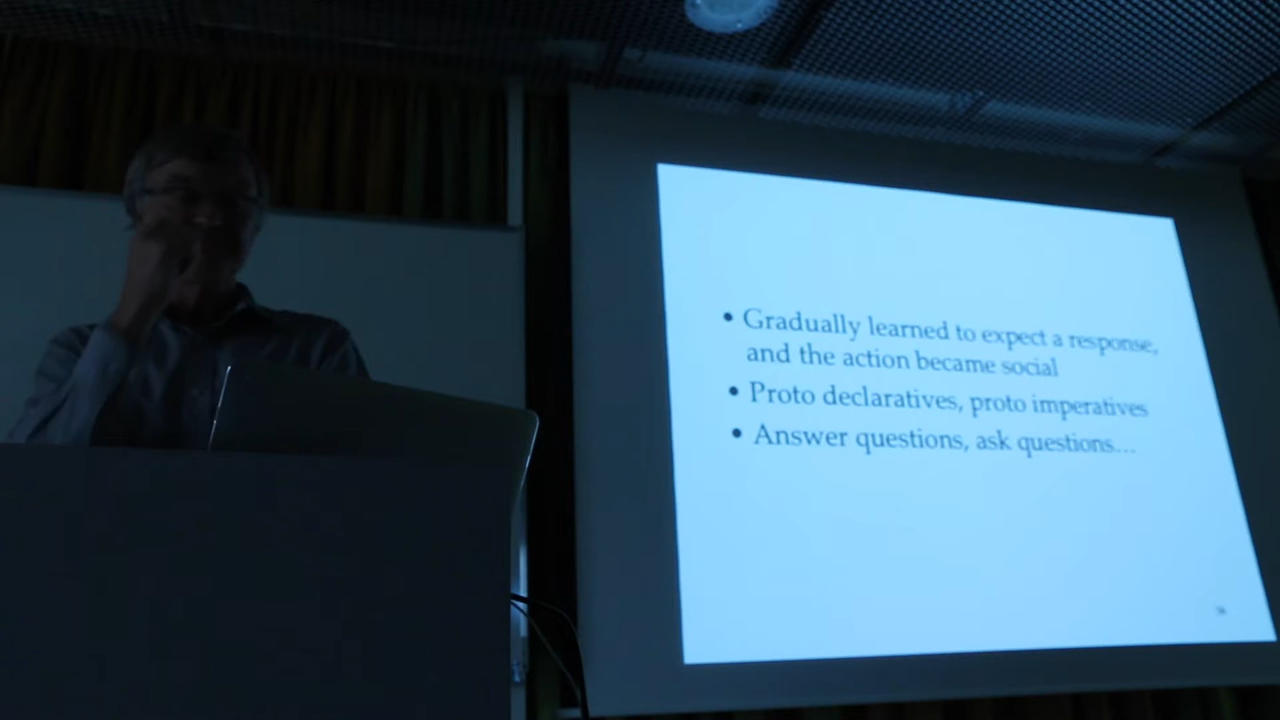 • Gradually learned to expect a response,
and the action became social
• Proto declaratives, proto imperatives
• Answer questions, ask questions...